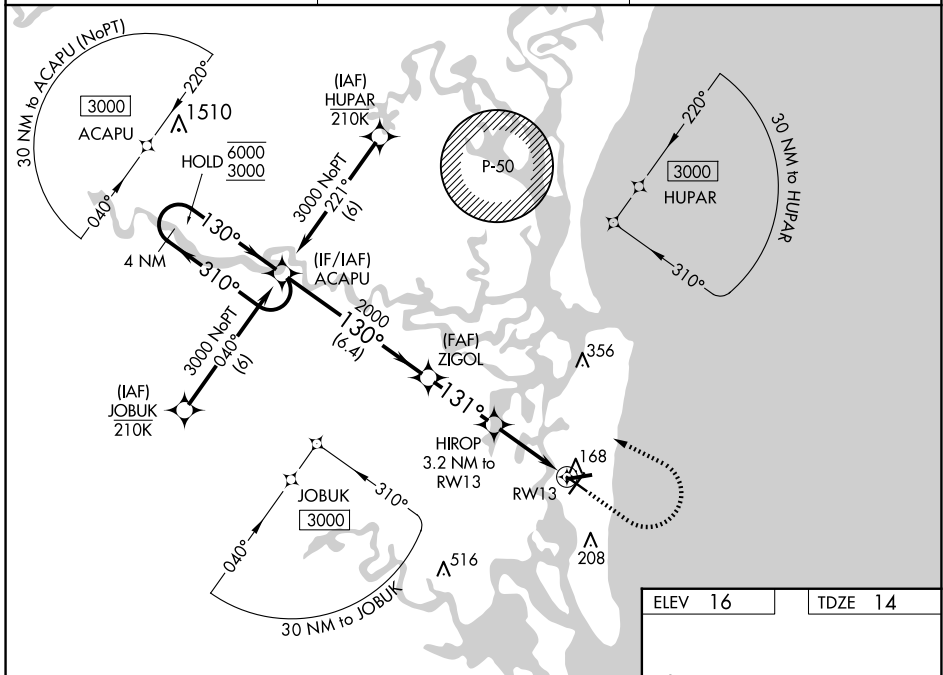 30 NM to ACAPU (NoPT)
220°
3000
ACAPU
040°
1510
HOLD 6000
3000
(IAF)
HUPAR
210K
3000 NoPT
221°
(6)
P-50
220°
30 NM to HUPAR
3000
HUPAR
310°
130°
4 NM
310°
(IF/IAF)
ACAPU
2000
130°
(6.4)
3000 NoPT
040°
(6)
(IAF)
JOBUK
210K
(FAF)
ZIGOL
131°
356
HIROP
3.2 NM to
RW13
168
RW13
208
516
310°
JOBUK
3000
040°
30 NM to JOBUK
ELEV 16
TDZE 14